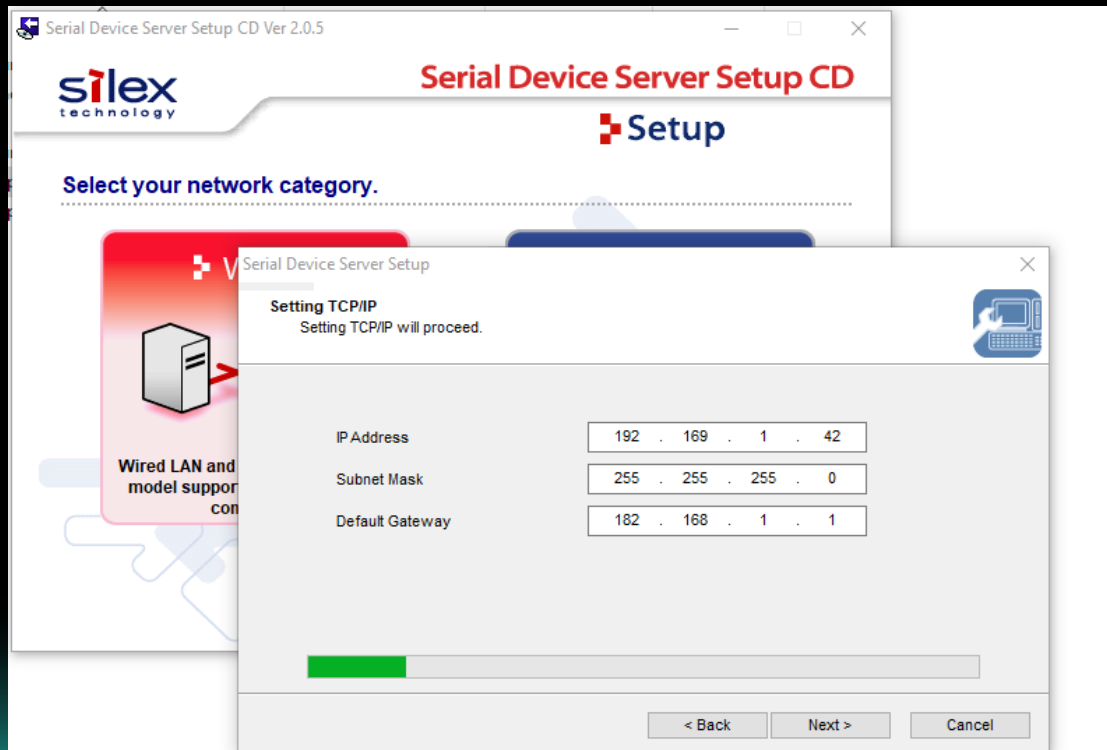 Serial Device Server Setup CD Ver 2.0.5
silex
technology
Serial Device Server Setup CD
Setup
Select your network category.
Serial Device Server Setup
Setting TCP/IP
Setting TCP/IP will proceed.
Wired LAN and
model suppor
con
IP Address 192 . 169 . 1 . 42
Subnet Mask 255 . 255 . 255 . 0
Default Gateway 182 . 168 . 1 . 1
< Back Next > Cancel